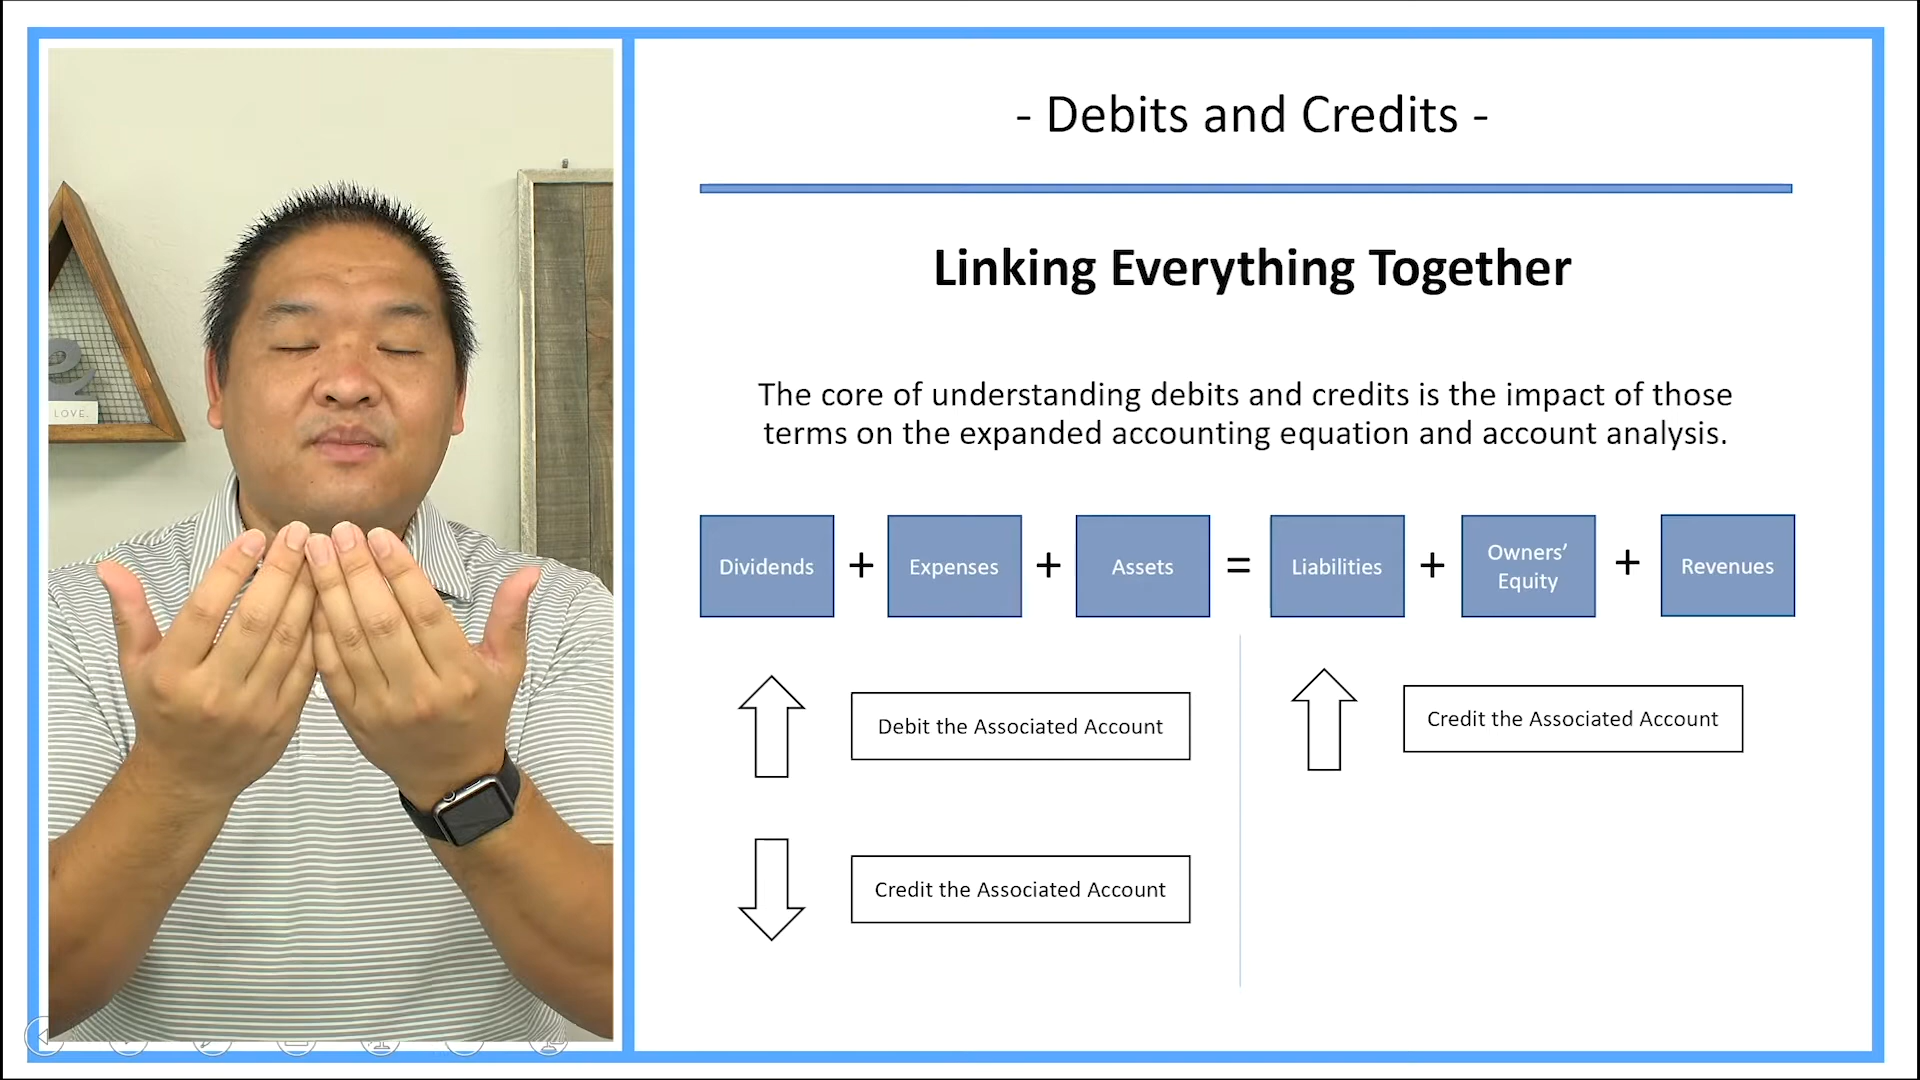 LOVE.
- Debits and Credits -
Linking Everything Together
The core of understanding debits and credits is the impact of those
terms on the expanded accounting equation and account analysis.
Dividends + Expenses + Assets = Liabilities + Owners’ Equity + Revenues
Debit the Associated Account
Credit the Associated Account
Credit the Associated Account